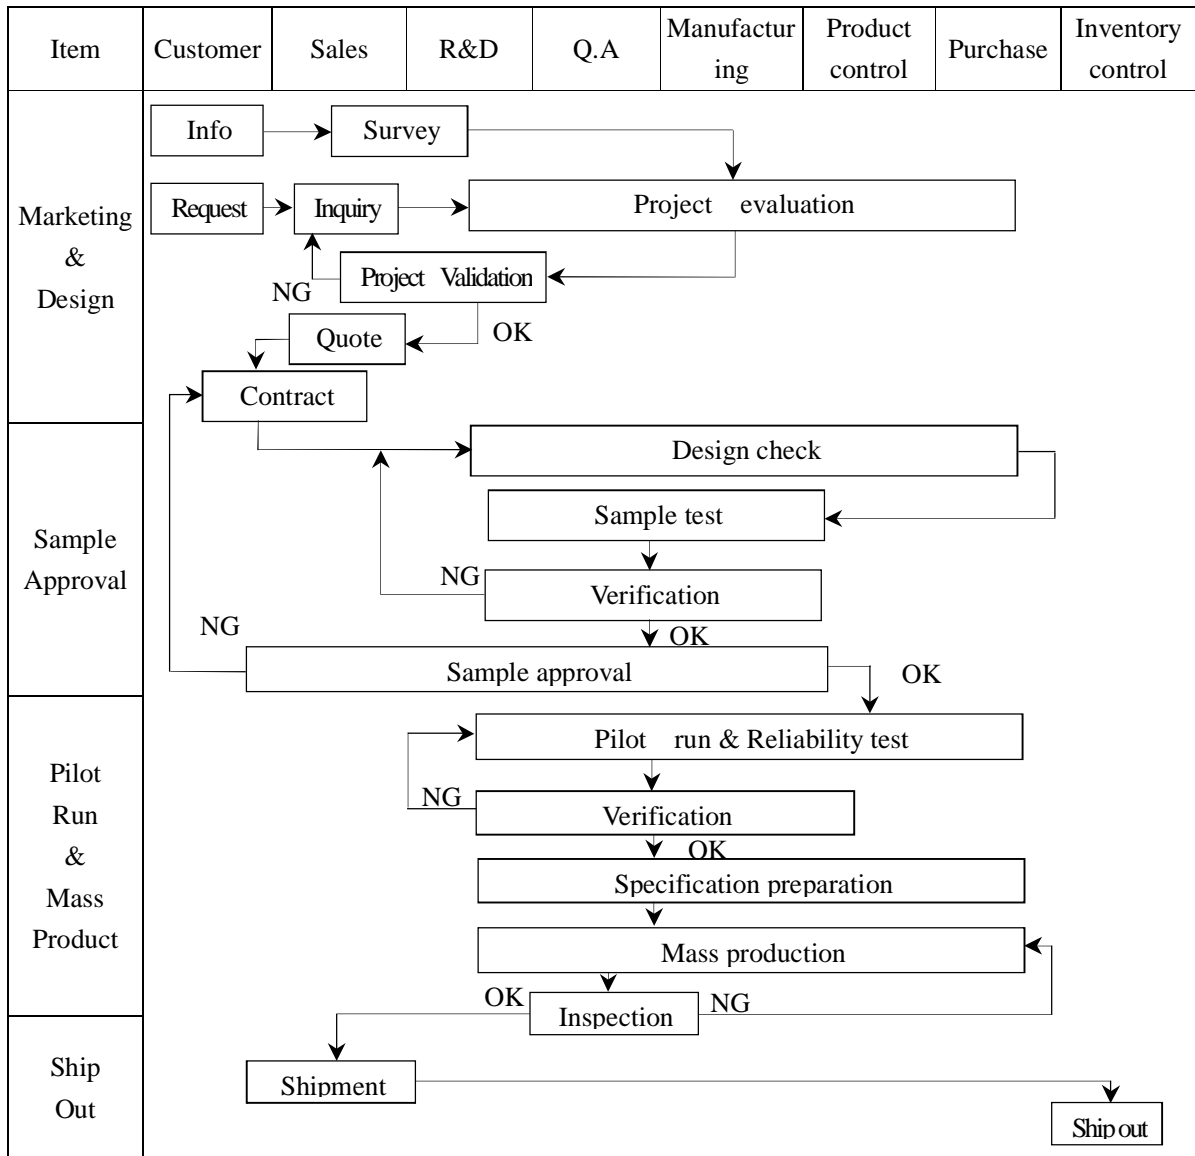 Item
Customer
Sales
R&D
Q.A
Manufactur
ing
Product
control
Purchase
Inventory
control
Marketing
&
Design
Info
Survey
Request
Inquiry
Project evaluation
Project Validation
NG
OK
Quote
Contract
Sample
Approval
Design check
Sample test
NG
Verification
NG
OK
Sample approval
OK
Pilot
Run
&
Mass
Product
Pilot run & Reliability test
NG
Verification
OK
Specification preparation
Mass production
OK
NG
Inspection
Ship
Out
Shipment
Ship out